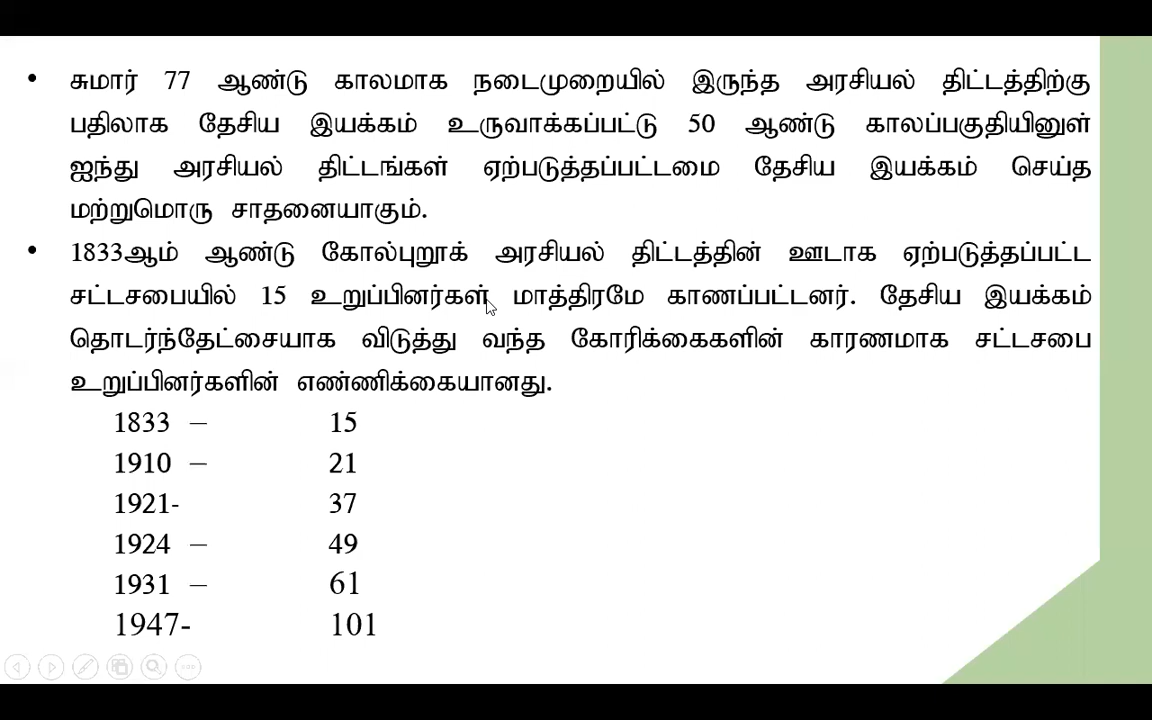 • சுமார் 77 ஆண்டு காலமாக நடைமுறையில் இருந்த அரசியல் திட்டத்திற்கு
பதிலாக தேசிய இயக்கம் உருவாக்கப்பட்டு 50 ஆண்டு காலப்பகுதியினுள்
ஐந்து அரசியல் திட்டங்கள் ஏற்படுத்தப்பட்டமை தேசிய இயக்கம் செய்த
மற்றுமொரு சாதனையாகும்.
• 1833ஆம் ஆண்டு கோல்புறூக் அரசியல் திட்டத்தின் ஊடாக ஏற்படுத்தப்பட்ட
சட்டசபையில் 15 உறுப்பினர்கள் மாத்திரமே காணப்பட்டனர். தேசிய இயக்கம்
தொடர்ந்தேட்சையாக விடுத்து வந்த கோரிக்கைகளின் காரணமாக சட்டசபை
உறுப்பினர்களின் எண்ணிக்கையானது.
1833 – 15
1910 – 21
1921- 37
1924 – 49
1931 – 61
1947- 101